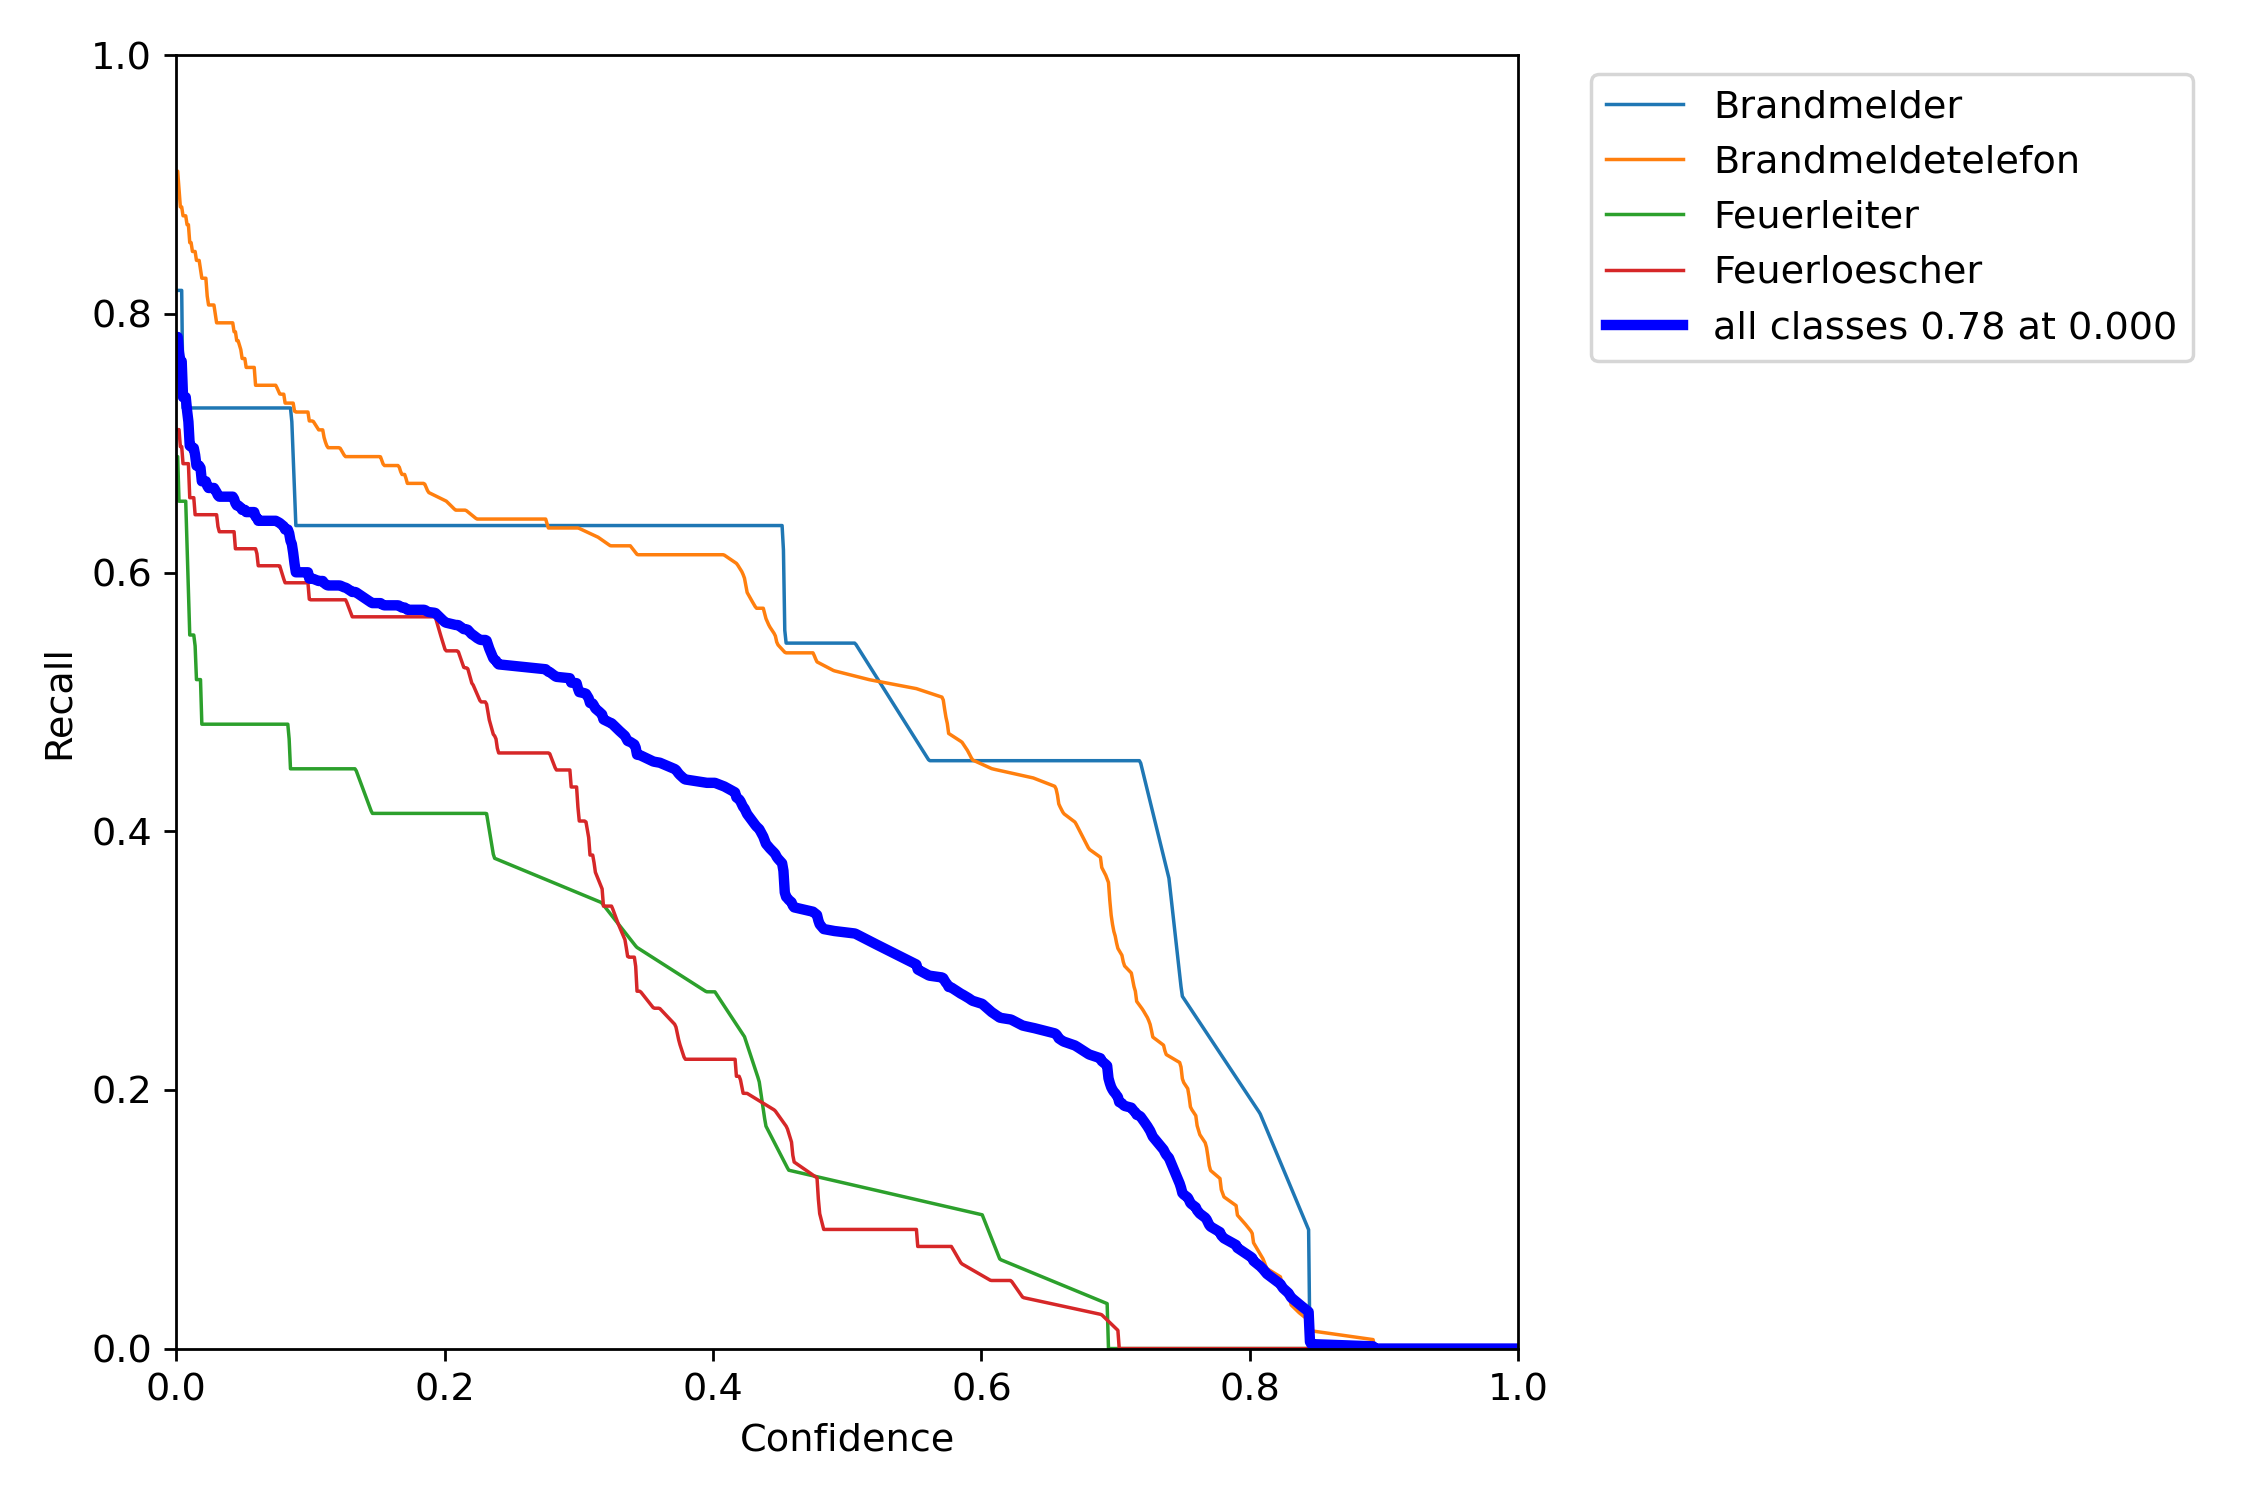 1.0
0.8
0.6
0.4
0.2
0.0
Recall
0.0 0.2 0.4 0.6 0.8 1.0
Confidence
Brandmelder
Brandmeldetelefon
Feuerleiter
Feuerloescher
all classes 0.78 at 0.000